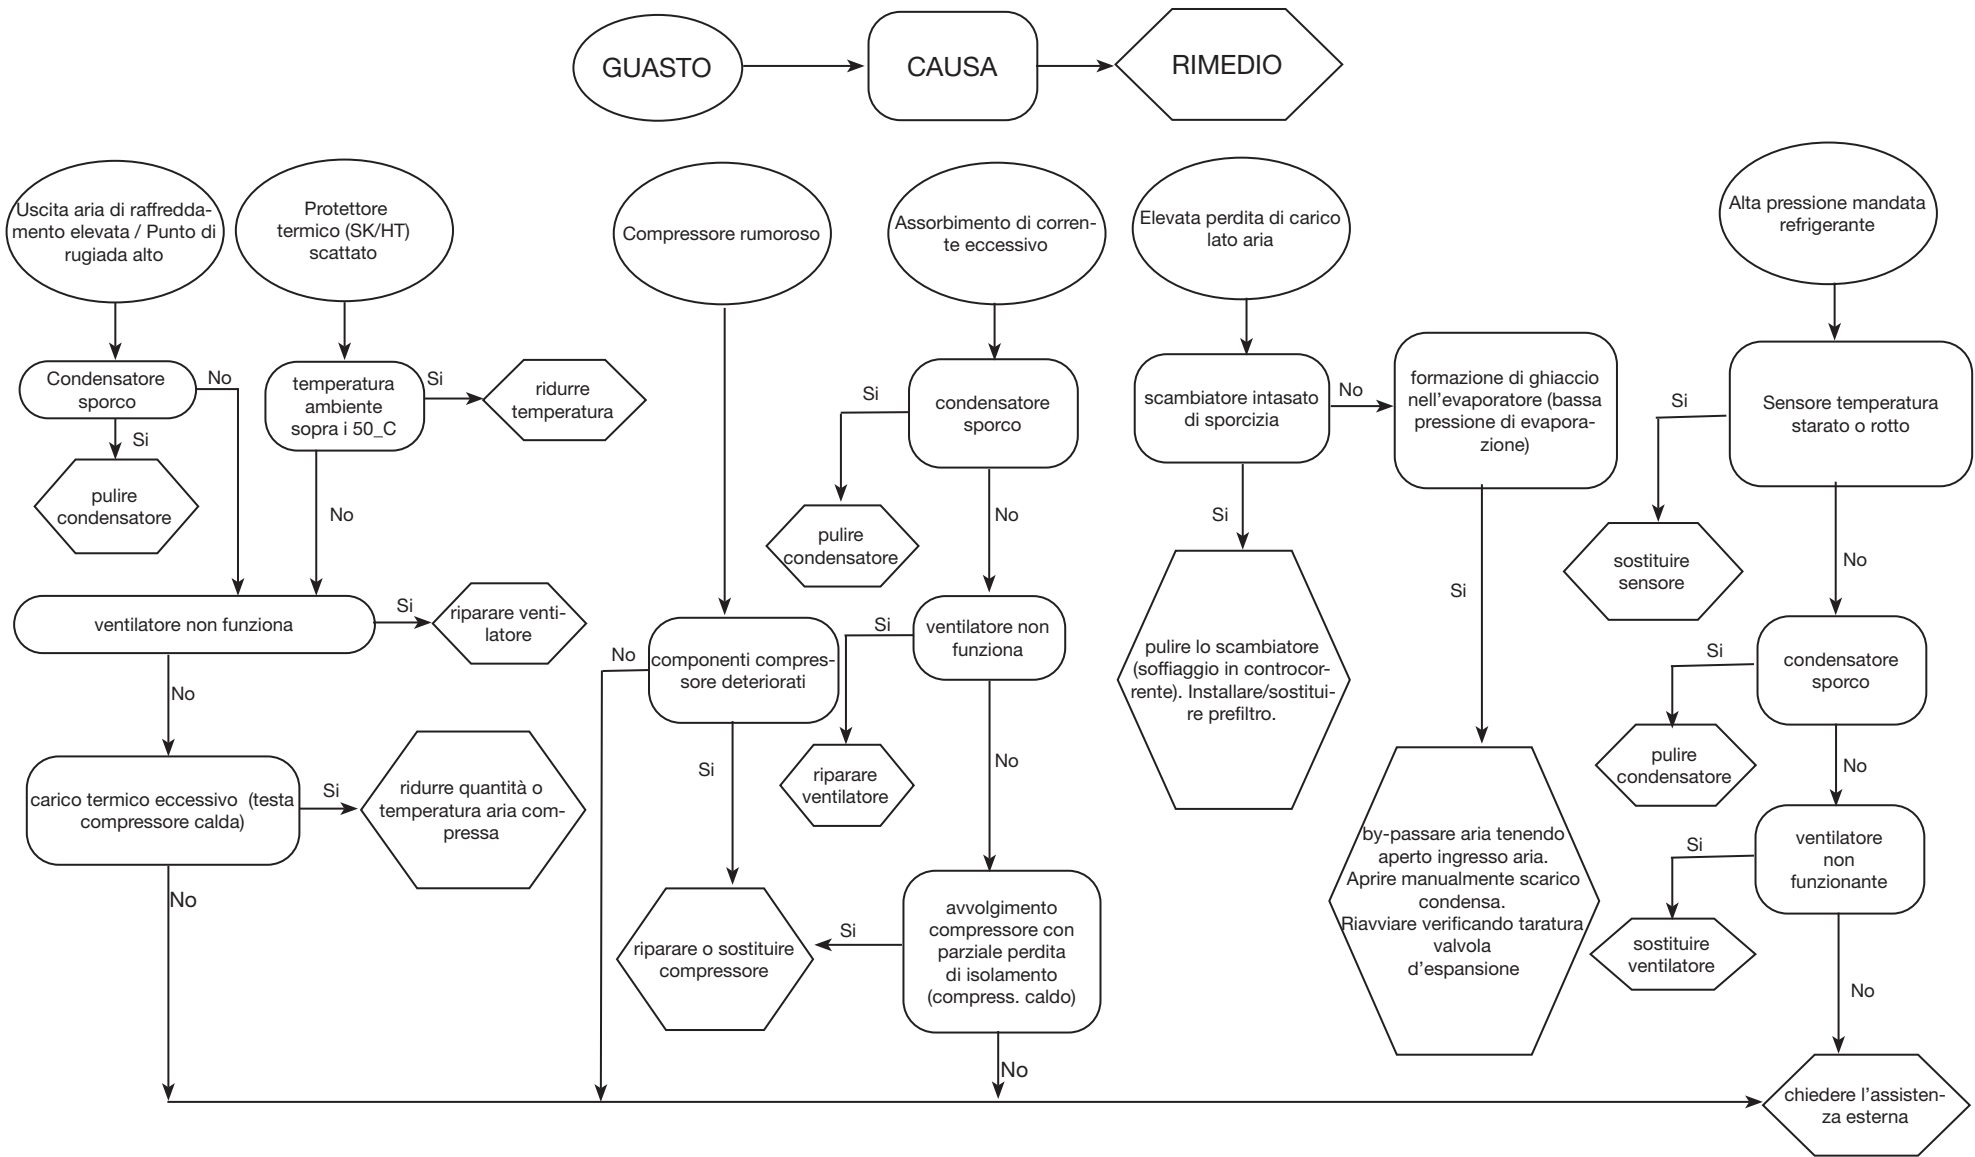 GUASTO
CAUSA
RIMEDIO
Uscita aria di raffredda-
mento elevata / Punto di
rugiada alto
Protettore
termico (SK/HT)
scattato
Compressore rumoroso
Assorbimento di corren-
te eccessivo
Elevata perdita di carico
lato aria
Alta pressione mandata
refrigerante
Condensatore
sporco
No
Si
pulire
condensatore
temperatura
ambiente
sopra i 50_C
Si
ridurre
temperatura
No
ventilatore non funziona
Si
riparare venti-
latore
No
carico termico eccessivo (testa
compressore calda)
Si
ridurre quantità o
temperatura aria com-
pressa
No
componenti compres-
sore deteriorati
No
Si
riparare o sostituire
compressore
condensatore
sporco
Si
pulire
condensatore
No
ventilatore non
funziona
Si
riparare
ventilatore
No
avvolgimento
compressore con
parziale perdita
di isolamento
(compress. caldo)
Si
No
scambiatore intasato
di sporcizia
No
Si
pulire lo scambiatore
(soffiaggio in controcor-
rente). Installare/sostitui-
re prefiltro.
formazione di ghiaccio
nell’evaporatore (bassa
pressione di evapora-
zione)
Si
by-passare aria tenendo
aperto ingresso aria.
Aprire manualmente scarico
condensa.
Riavviare verificando taratura
valvola
d’espansione
Sensore temperatura
starato o rotto
Si
sostituire
sensore
No
condensatore
sporco
Si
pulire
condensatore
No
ventilatore
non
funzionante
Si
sostituire
ventilatore
No
chiedere l’assisten-
za esterna